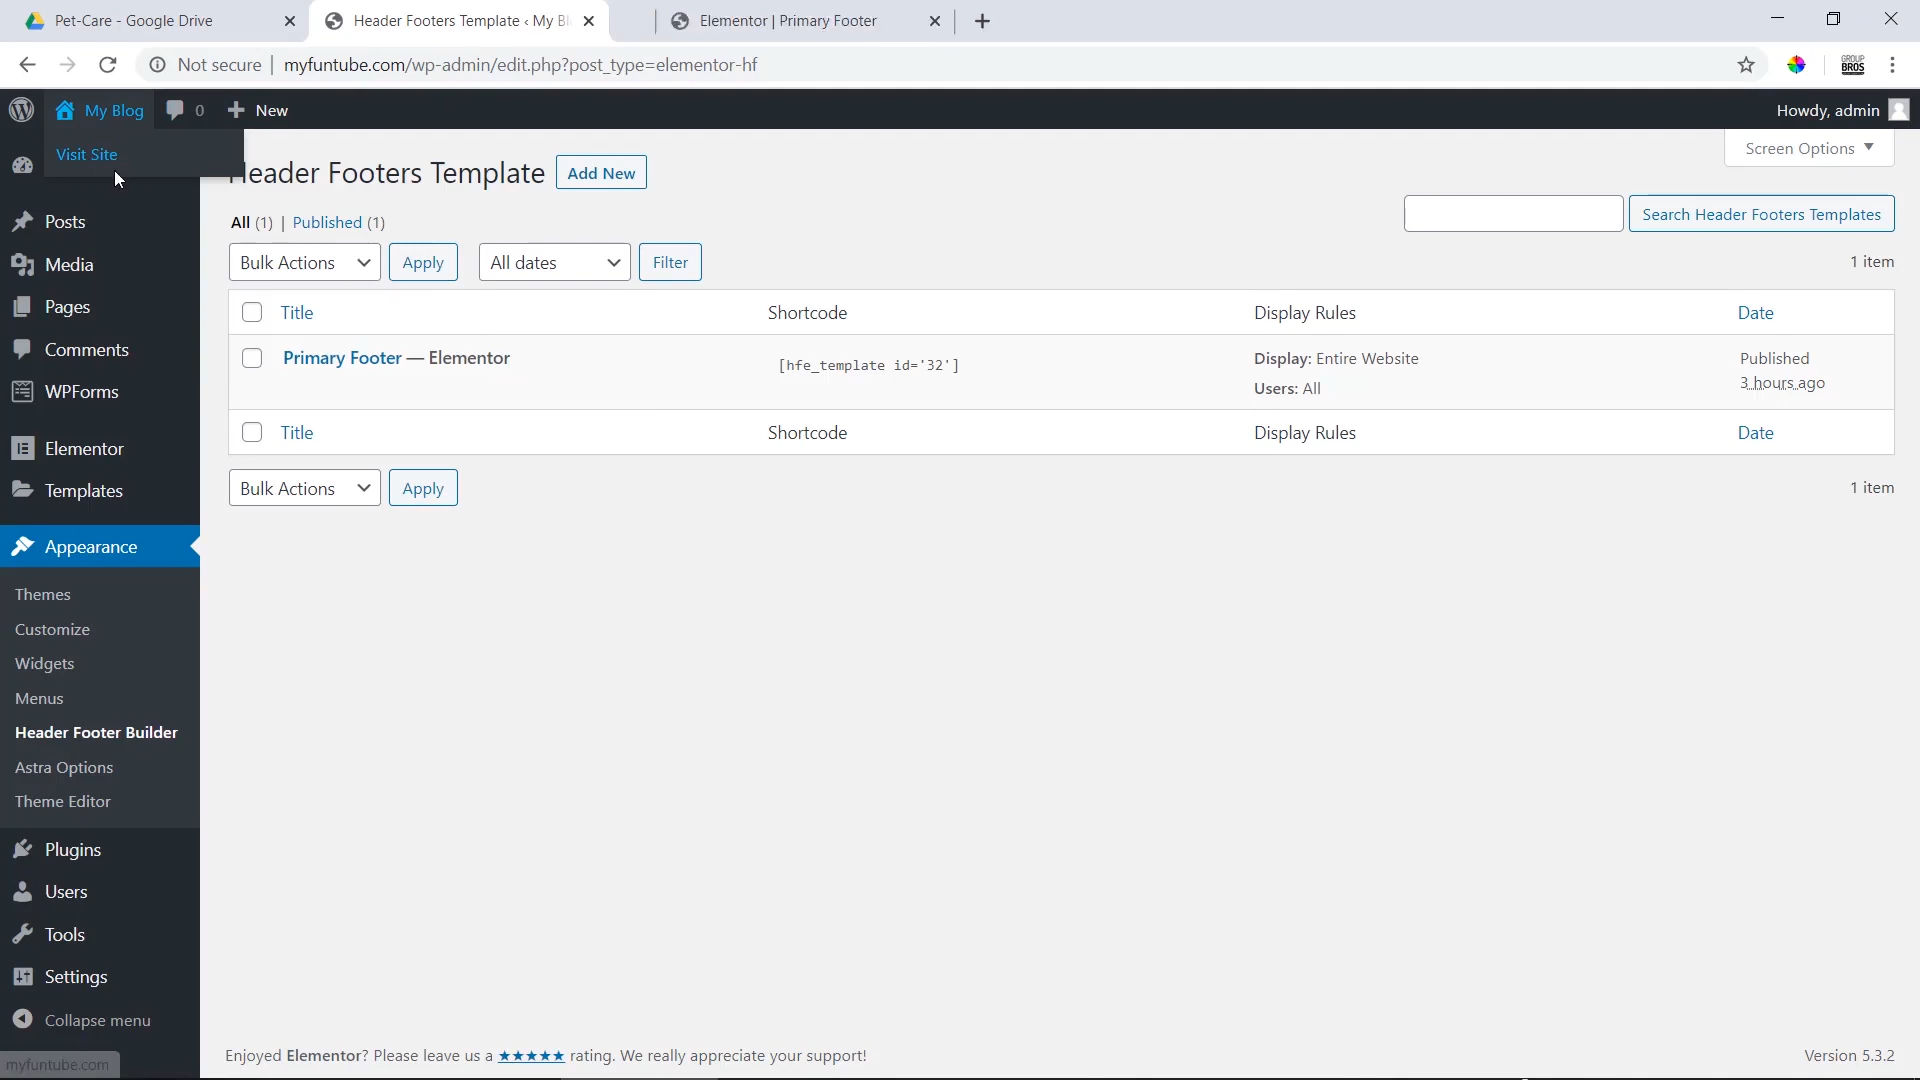 Pet-Care - Google Drive
Header Footers Template ‹ My Bl
Elementor | Primary Footer
Not secure | myfuntube.com/wp-admin/edit.php?post_type=elementor-hf
GROUP BROS
My Blog
0
New
Howdy, admin
Visit Site
Screen Options
Header Footers Template
Add New
Posts
Media
Pages
Comments
WPForms
Elementor
Templates
Appearance
Themes
Customize
Widgets
Menus
Header Footer Builder
Astra Options
Theme Editor
Plugins
Users
Tools
Settings
Collapse menu
All (1) | Published (1)
Search Header Footers Templates
Bulk Actions
Apply
All dates
Filter
1 item
Title
Shortcode
Display Rules
Date
Primary Footer — Elementor
[hfe_template id='32']
Display: Entire Website
Users: All
Published
3 hours ago
Title
Shortcode
Display Rules
Date
Bulk Actions
Apply
1 item
Enjoyed Elementor? Please leave us a ★★★★★ rating. We really appreciate your support!
Version 5.3.2
myfuntube.com